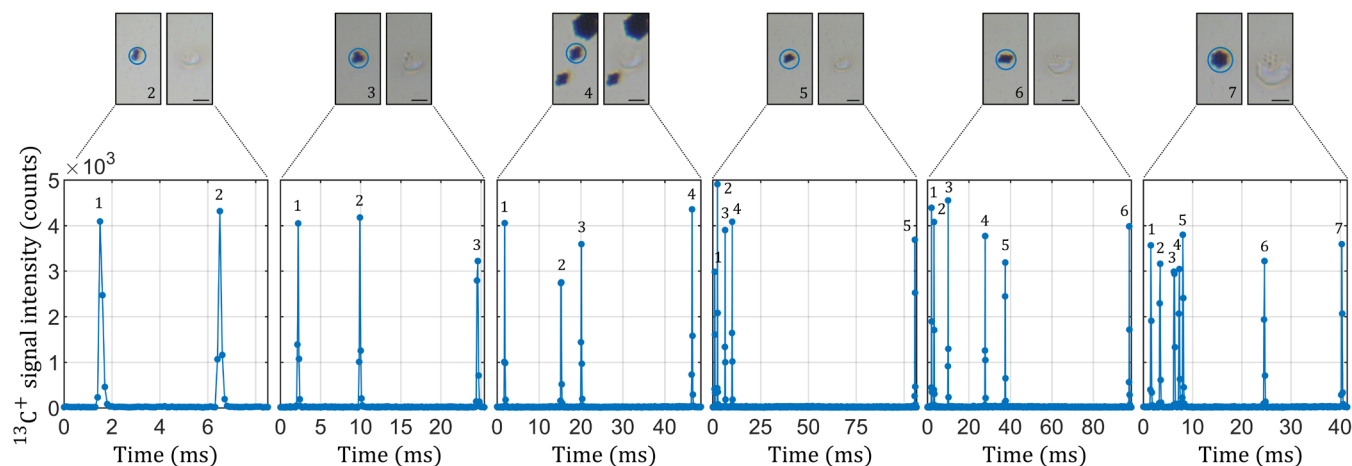 2 3 4 5 6 7
×10³
5
4
3
2
1
0
¹³C⁺ signal intensity (counts)
1 2
1 2 3
1 2 3 4
1 2 3 4 5
1 2 3 4 5 6
1 2 3 4 5 6 7
0 2 4 6
0 5 10 15 20
0 10 20 30 40
0 25 50 75 100
0 20 40 60 80
0 10 20 30 40
Time (ms) Time (ms) Time (ms) Time (ms) Time (ms) Time (ms)